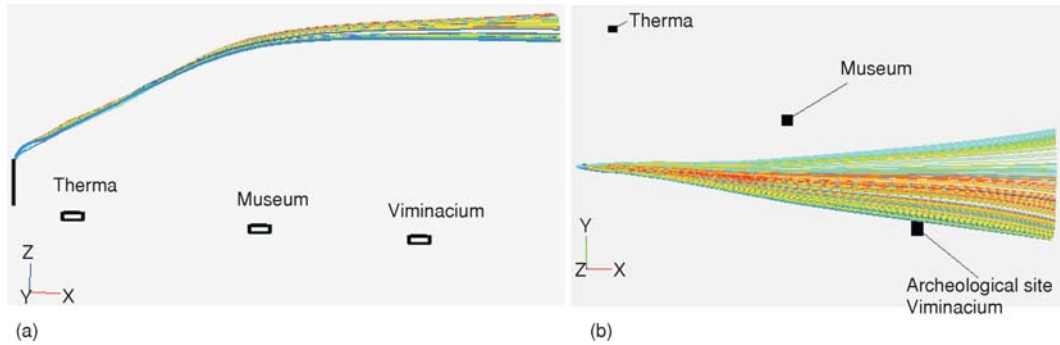 Therma
Museum
Viminacium
Z
Y X
(a)
Therma
Museum
Y
Z X
Archeological site
Viminacium
(b)